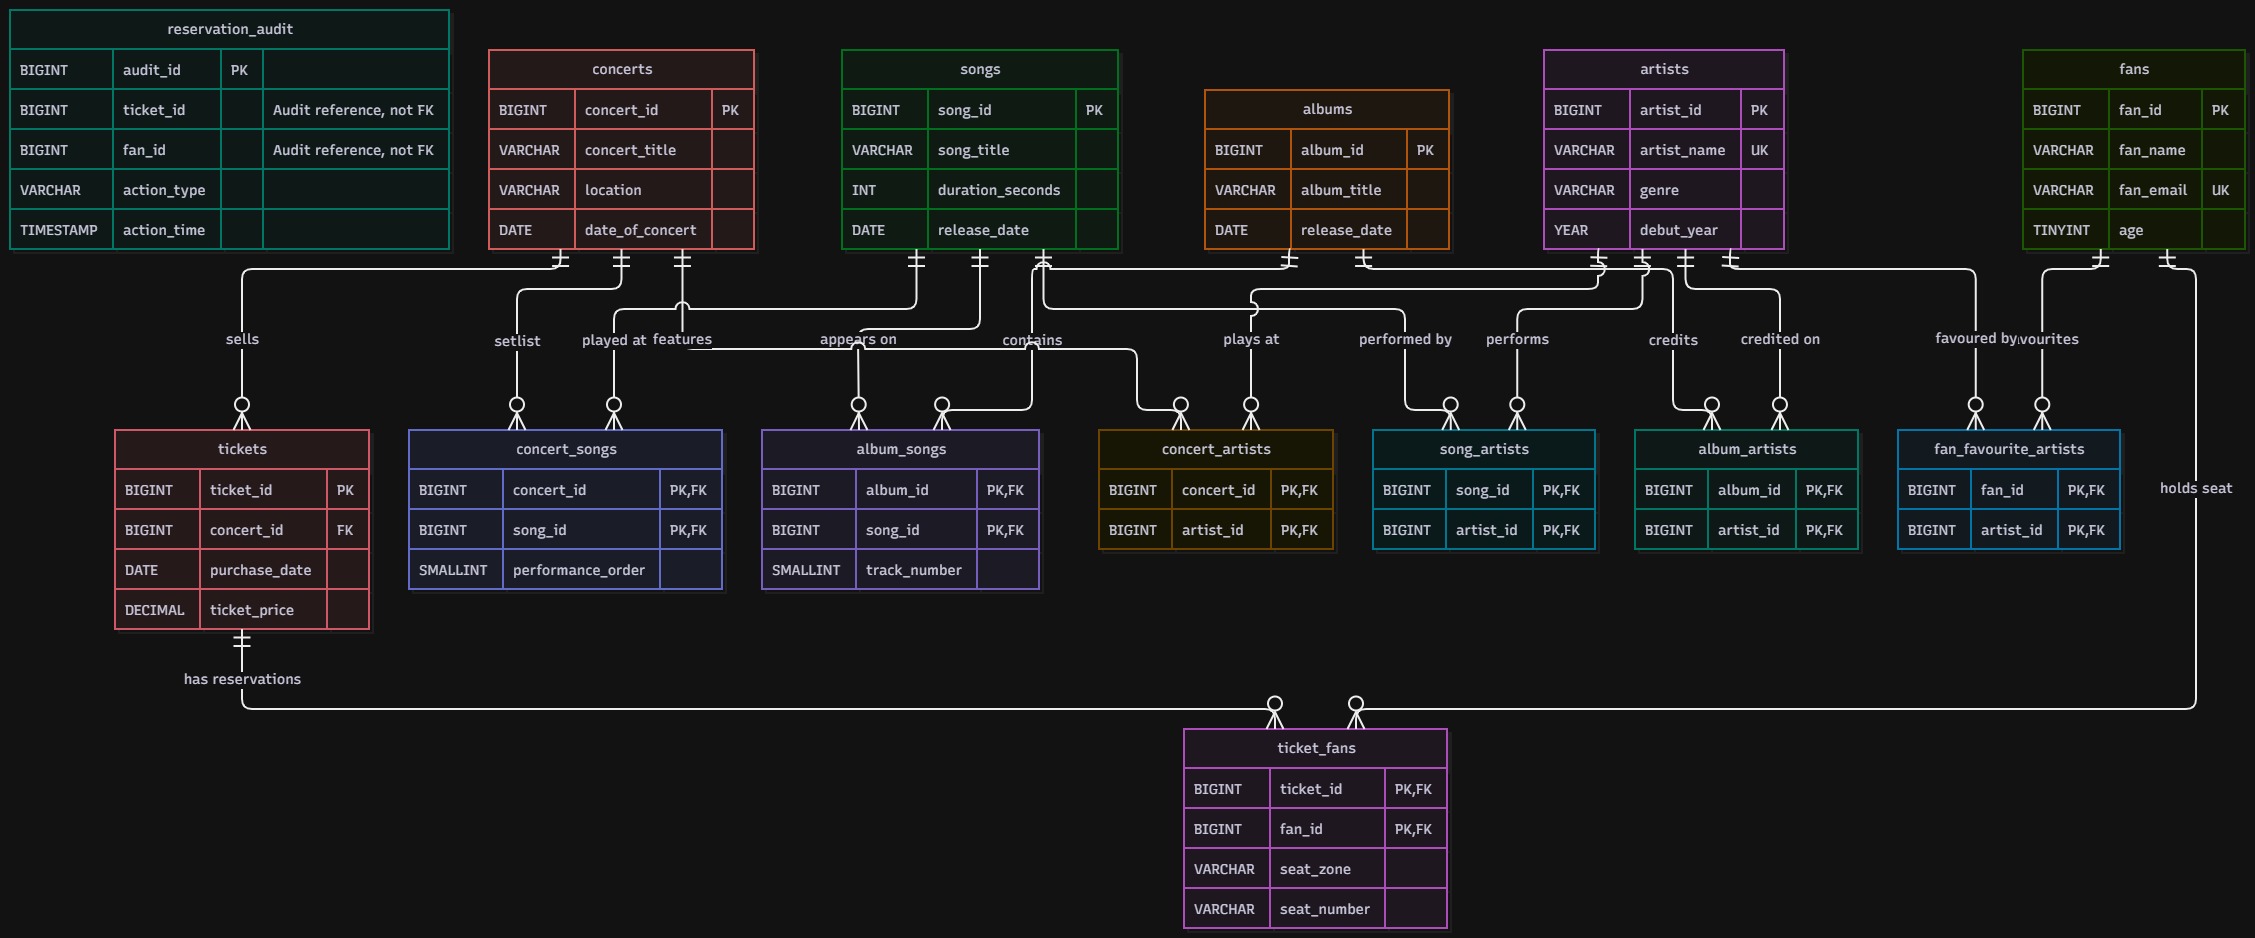 reservation_audit
BIGINT audit_id PK
BIGINT ticket_id Audit reference, not FK
BIGINT fan_id Audit reference, not FK
VARCHAR action_type
TIMESTAMP action_time
concerts
BIGINT concert_id PK
VARCHAR concert_title
VARCHAR location
DATE date_of_concert
songs
BIGINT song_id PK
VARCHAR song_title
INT duration_seconds
DATE release_date
albums
BIGINT album_id PK
VARCHAR album_title
DATE release_date
artists
BIGINT artist_id PK
VARCHAR artist_name UK
VARCHAR genre
YEAR debut_year
fans
BIGINT fan_id PK
VARCHAR fan_name
VARCHAR fan_email UK
TINYINT age
sells
setlist
played at
features
appears on
contains
plays at
performed by
performs
credits
credited on
favoured by
vourites
tickets
BIGINT ticket_id PK
BIGINT concert_id FK
DATE purchase_date
DECIMAL ticket_price
concert_songs
BIGINT concert_id PK,FK
BIGINT song_id PK,FK
SMALLINT performance_order
album_songs
BIGINT album_id PK,FK
BIGINT song_id PK,FK
SMALLINT track_number
concert_artists
BIGINT concert_id PK,FK
BIGINT artist_id PK,FK
song_artists
BIGINT song_id PK,FK
BIGINT artist_id PK,FK
album_artists
BIGINT album_id PK,FK
BIGINT artist_id PK,FK
fan_favourite_artists
BIGINT fan_id PK,FK
BIGINT artist_id PK,FK
holds seat
has reservations
ticket_fans
BIGINT ticket_id PK,FK
BIGINT fan_id PK,FK
VARCHAR seat_zone
VARCHAR seat_number